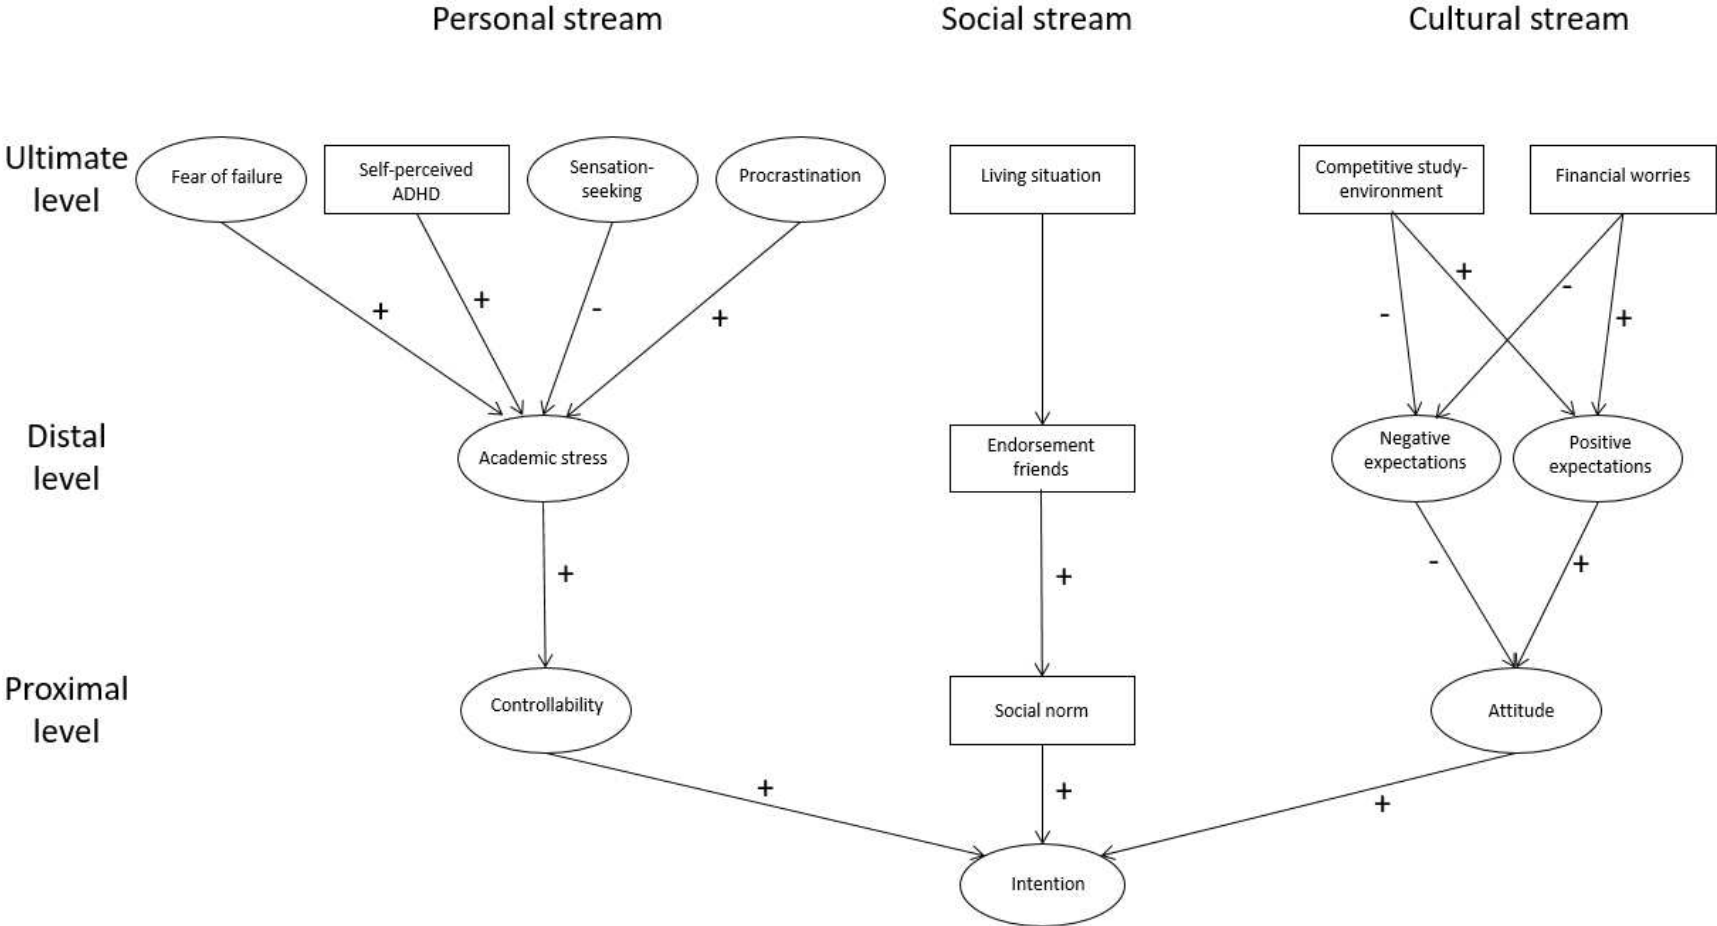 Personal stream
Social stream
Cultural stream
Ultimate
level
Fear of failure
Self-perceived
ADHD
Sensation-
seeking
Procrastination
Living situation
Competitive study-
environment
Financial worries
+
+
-
+
-
+
-
+
Distal
level
Academic stress
Endorsement
friends
Negative
expectations
Positive
expectations
+
+
-
+
Proximal
level
Controllability
Social norm
Attitude
+
+
+
Intention